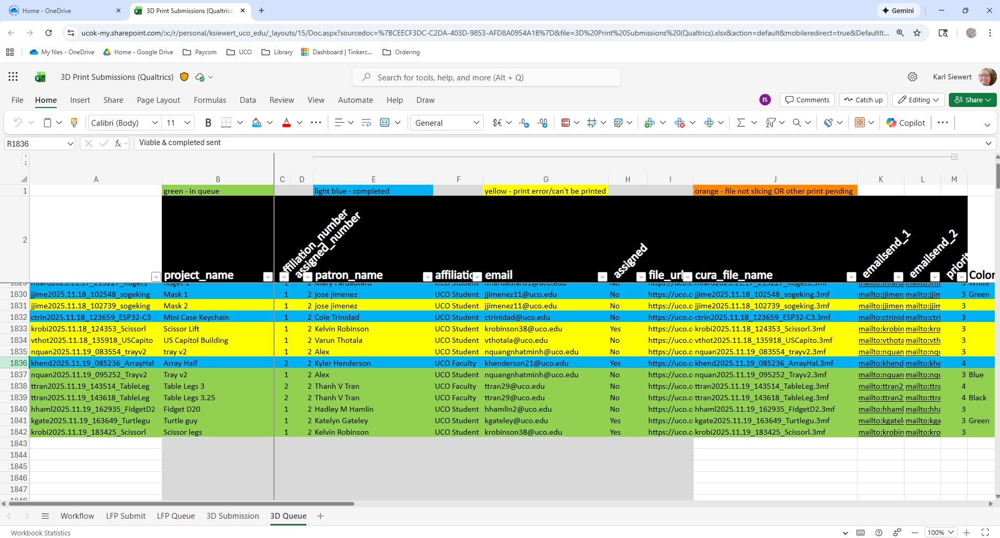 Home - OneDrive
3D Print Submissions (Qualtrics
Gemini
ucok-my.sharepoint.com/:x:/r/personal/ksiewert_uco_edu/_layouts/15/Doc.aspx?sourcedoc=%7BCEECF3DC-C2DA-403D-9853-AFD8A0954A1B%7D&file=3D%20Print%20Submissions%20(Qualtrics).xlsx&action=default&mobileredirect=true&DefaultIt...
My files - OneDrive Home - Google Drive Paycom UCO Library Dashboard | Tinkerc... Ordering
3D Print Submissions (Qualtrics)
Search for tools, help, and more (Alt + Q)
Karl Siewert
File Home Insert Share Page Layout Formulas Data Review View Automate Help Draw
IS Comments Catch up Editing Share
Calibri (Body) 11 B A General $€ .0 .00 Copilot
R1836 fx Viable & completed sent
1
2
A B C D E F G H I J K L M
1 green - in queue light blue - completed yellow - print error/can't be printed orange - file not slicing OR other print pending
2 project_name ffiliation_number assigned_number patron_name affiliatio email assigned file_url cura_file_name emailsend_1 emailsend_2 priorit Color
1830 jjime2025.11.18_102548_sogeking Mask 1 1 2 jose jimenez UCO Student jjimenez11@uco.edu No https://uco.c jjime2025.11.18_102548_sogeking.3mf mailto:jjimen mailto:jjim 3 Green
1831 jjime2025.11.18_102739_sogeking Mask 2 1 2 jose jimenez UCO Student jjimenez11@uco.edu No https://uco.c jjime2025.11.18_102739_sogeking.3mf mailto:jjimen mailto:jjim 3
1832 ctrin2025.11.18_123659_ESP32-C3 Mini Case Keychain 1 2 Cole Trinidad UCO Student ctrinidad@uco.edu No https://uco.c ctrin2025.11.18_123659_ESP32-C3.3mf mailto:ctrinid mailto:ctri 3
1833 krobi2025.11.18_124353_Scissorl Scissor Lift 1 2 Kelvin Robinson UCO Student krobinson38@uco.edu Yes https://uco.c krobi2025.11.18_124353_Scissorl.3mf mailto:krobin mailto:kro 3
1834 vthot2025.11.18_135918_USCapito US Capitol Building 1 2 Varun Thotala UCO Student vthotala@uco.edu No https://uco.c vthot2025.11.18_135918_USCapito.3mf mailto:vthota mailto:vth 3
1835 nquan2025.11.19_083554_trayv2 tray v2 1 2 Alex UCO Student nquangnhatminh@uco.edu No https://uco.c nquan2025.11.19_083554_trayv2.3mf mailto:nquan mailto:nqu 3
1836 khend2025.11.19_085236_ArrayHal Array Half 2 2 Kyler Henderson UCO Faculty khenderson21@uco.edu Yes https://uco.c khend2025.11.19_085236_ArrayHal.3mf mailto:khend mailto:khe 4
1837 nquan2025.11.19_095252_Trayv2 Tray v2 1 2 Alex UCO Student nquangnhatminh@uco.edu No https://uco.c nquan2025.11.19_095252_Trayv2.3mf mailto:nquan mailto:nqu 3 Blue
1838 ttran2025.11.19_143514_TableLeg Table Legs 3 2 2 Thanh V Tran UCO Faculty ttran29@uco.edu No https://uco.c ttran2025.11.19_143514_TableLeg.3mf mailto:ttran2 mailto:ttra 4
1839 ttran2025.11.19_143618_TableLeg Table Legs 3.25 2 2 Thanh V Tran UCO Faculty ttran29@uco.edu No https://uco.c ttran2025.11.19_143618_TableLeg.3mf mailto:ttran2 mailto:ttra 4 Black
1840 hhaml2025.11.19_162935_FidgetD2 Fidget D20 1 2 Hadley M Hamlin UCO Student hhamlin2@uco.edu No https://uco.c hhaml2025.11.19_162935_FidgetD2.3mf mailto:hhaml mailto:hha 3
1841 kgate2025.11.19_163649_Turtlegu Turtle guy 1 2 Katelyn Gateley UCO Student kgateley@uco.edu Yes https://uco.c kgate2025.11.19_163649_Turtlegu.3mf mailto:kgatel mailto:kga 3 Green
1842 krobi2025.11.19_183425_Scissorl Scissor legs 1 2 Kelvin Robinson UCO Student krobinson38@uco.edu Yes https://uco.c krobi2025.11.19_183425_Scissorl.3mf mailto:krobin mailto:kro 3
1843
1844
1845
1846
1847
Workflow LFP Submit LFP Queue 3D Submission 3D Queue
Workbook Statistics 100%